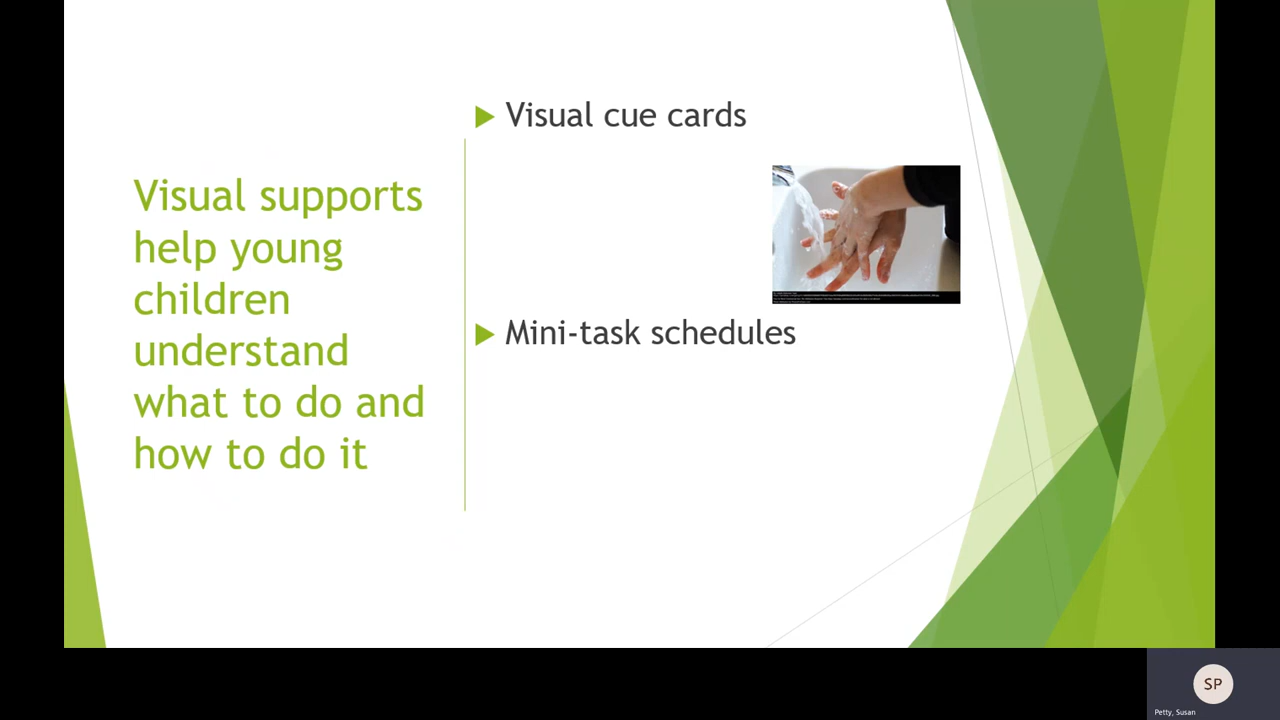 Visual supports
help young
children
understand
what to do and
how to do it
Visual cue cards
Mini-task schedules
SP
Petty, Susan